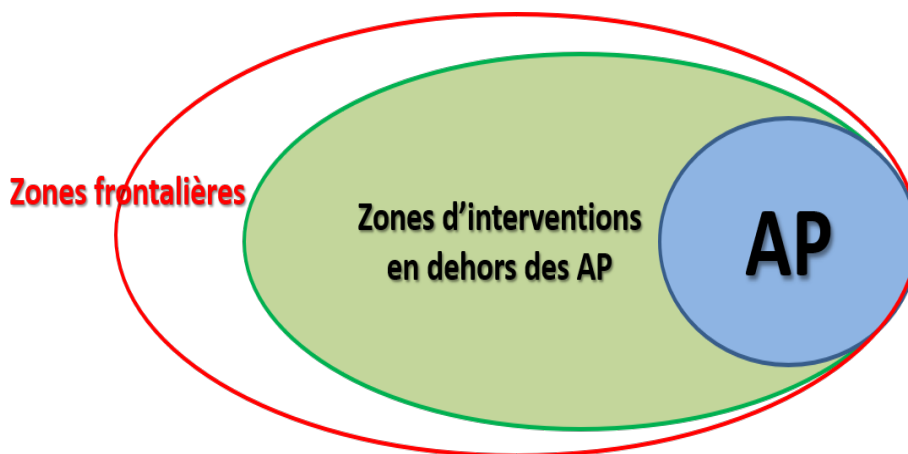 Zones frontalières
Zones d’interventions
en dehors des AP
AP